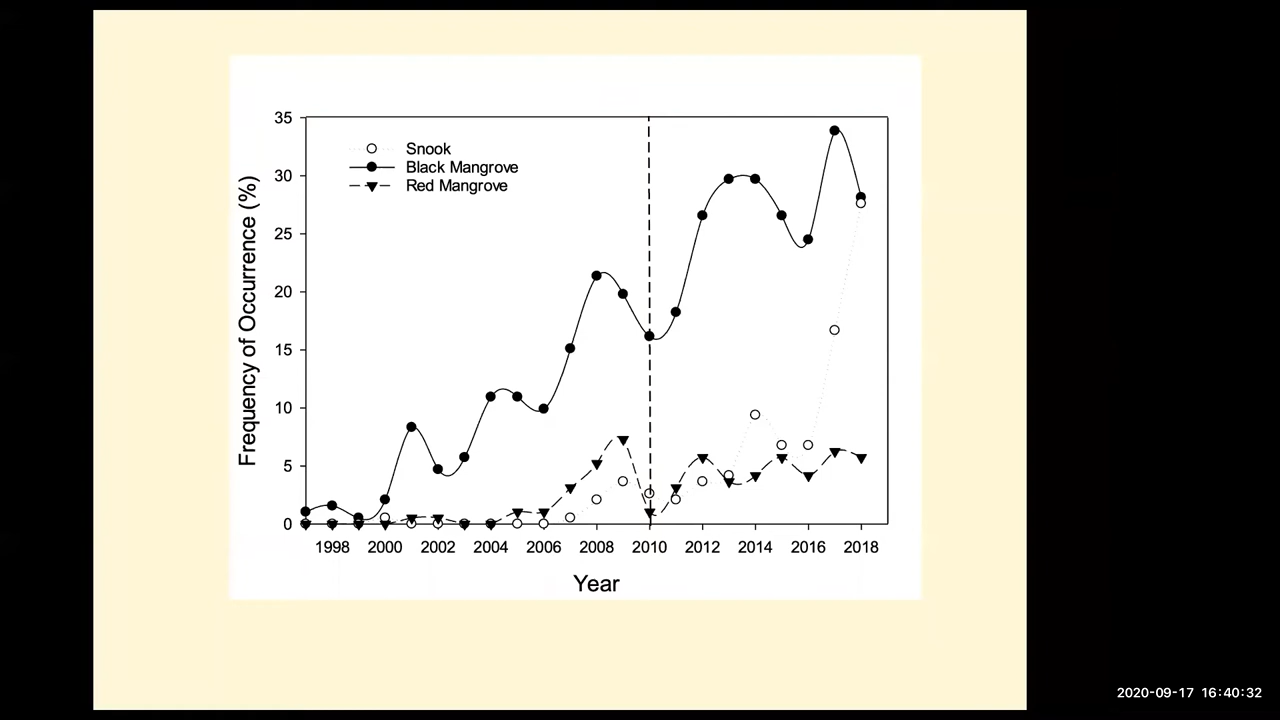 35
30
25
20
15
10
5
0
Frequency of Occurrence (%)
Snook
Black Mangrove
Red Mangrove
1998 2000 2002 2004 2006 2008 2010 2012 2014 2016 2018
Year
2020-09-17 16:40:32